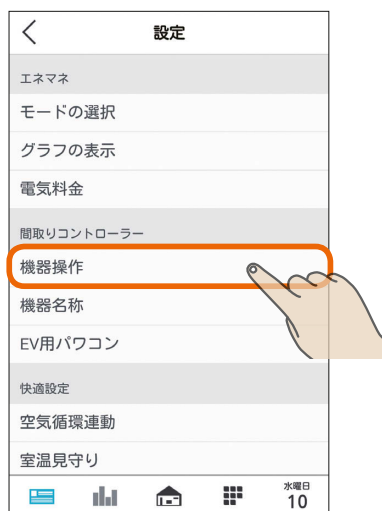 設定
エネマネ
モードの選択
グラフの表示
電気料金
間取りコントローラー
機器操作
機器名称
EV用パワコン
快適設定
空気循環連動
室温見守り
水曜日
10